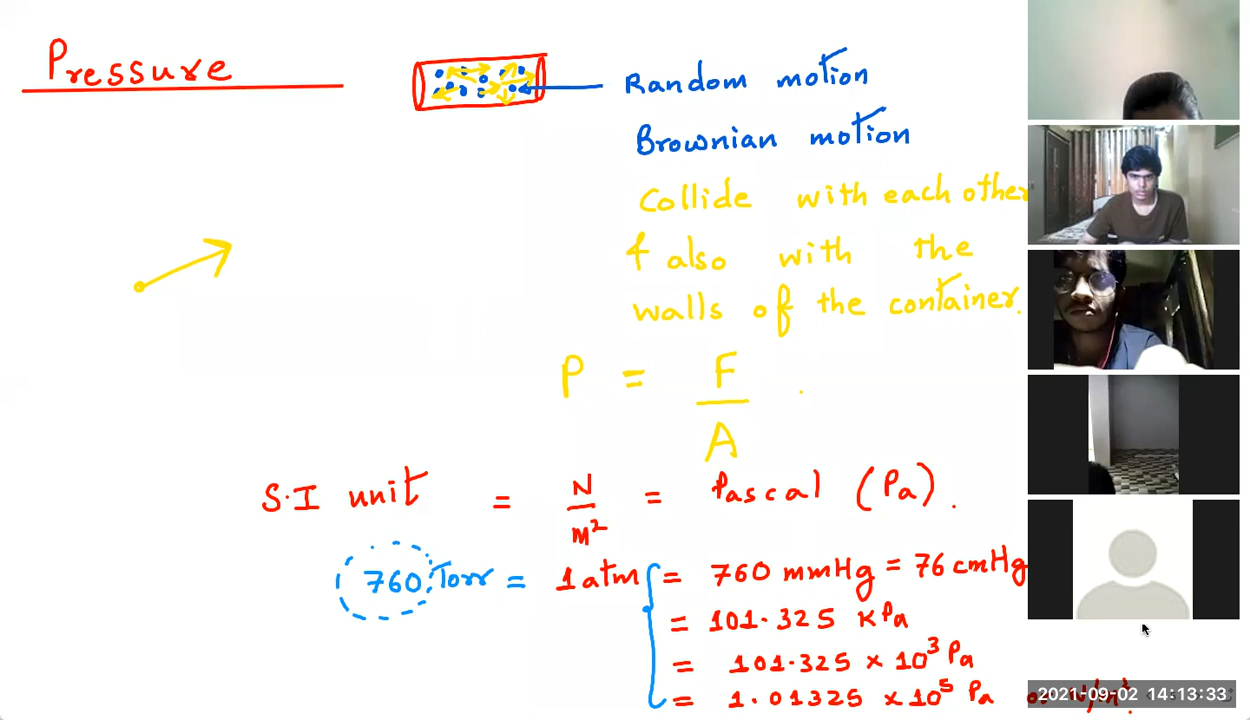 Pressure
Random motion
Brownian motion
Collide with each other
& also with the
walls of the container.
P = F/A
S.I unit = N/m² = Pascal (Pa).
760 Torr = 1 atm = 760 mmHg = 76 cmHg
= 101.325 KPa
= 101.325 × 10³ Pa
= 1.01325 × 10⁵ Pa or N/m².
2021-09-02 14:13:33